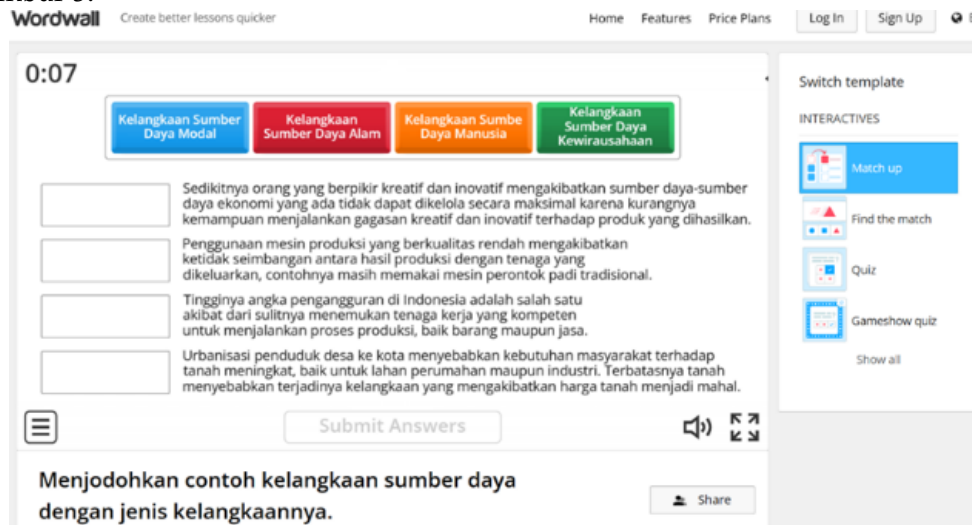 Wordwall Create better lessons quicker Home Features Price Plans Log In Sign Up
0:07
Kelangkaan Sumber
Daya Modal
Kelangkaan
Sumber Daya Alam
Kelangkaan Sumbe
Daya Manusia
Kelangkaan
Sumber Daya
Kewirausahaan
Sedikitnya orang yang berpikir kreatif dan inovatif mengakibatkan sumber daya-sumber
daya ekonomi yang ada tidak dapat dikelola secara maksimal karena kurangnya
kemampuan menjalankan gagasan kreatif dan inovatif terhadap produk yang dihasilkan.
Penggunaan mesin produksi yang berkualitas rendah mengakibatkan
ketidak seimbangan antara hasil produksi dengan tenaga yang
dikeluarkan, contohnya masih memakai mesin perontok padi tradisional.
Tingginya angka pengangguran di Indonesia adalah salah satu
akibat dari sulitnya menemukan tenaga kerja yang kompeten
untuk menjalankan proses produksi, baik barang maupun jasa.
Urbanisasi penduduk desa ke kota menyebabkan kebutuhan masyarakat terhadap
tanah meningkat, baik untuk lahan perumahan maupun industri. Terbatasnya tanah
menyebabkan terjadinya kelangkaan yang mengakibatkan harga tanah menjadi mahal.
Submit Answers
Menjodohkan contoh kelangkaan sumber daya
dengan jenis kelangkaannya.
Share
Switch template
INTERACTIVES
Match up
Find the match
Quiz
Gameshow quiz
Show all